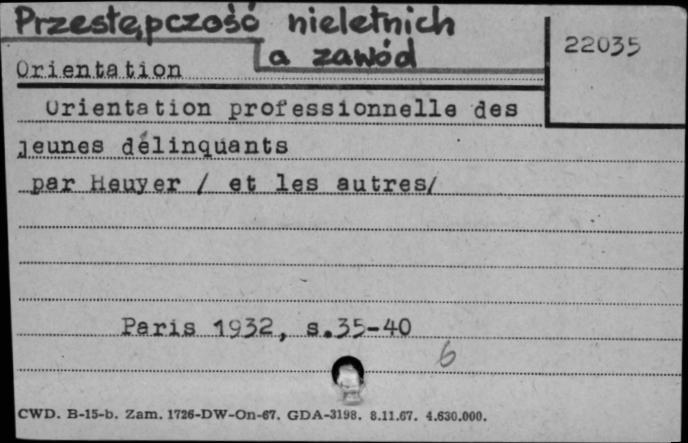 Przestępczość nieletnich
a zawód
22035
Orientation
Orientation professionnelle des
jeunes délinquants
par Heuyer / et les autres/
Paris 1932, s.35-40
6
CWD. B-15-b. Zam. 1726-DW-On-67. GDA-3198. 8.11.67. 4.630.000.